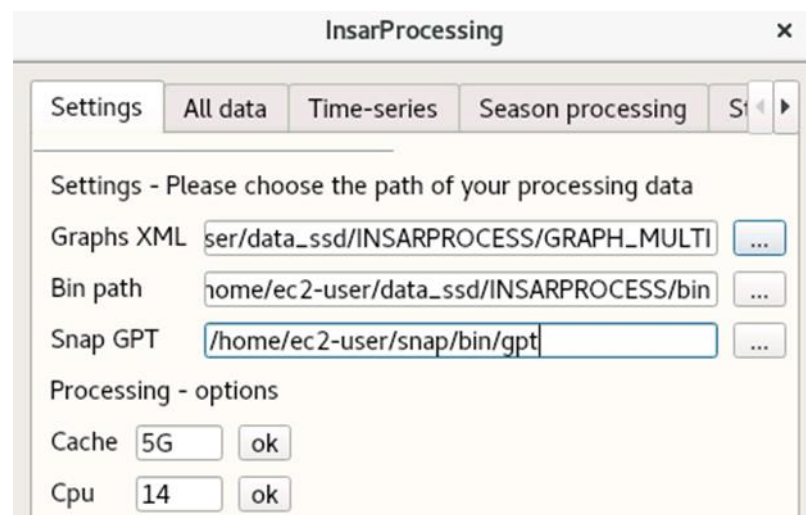 InsarProcessing ×
Settings All data Time-series Season processing
Settings - Please choose the path of your processing data
Graphs XML ser/data_ssd/INSARPROCESS/GRAPH_MULTI ...
Bin path home/ec2-user/data_ssd/INSARPROCESS/bin ...
Snap GPT /home/ec2-user/snap/bin/gpt ...
Processing - options
Cache 5G ok
Cpu 14 ok